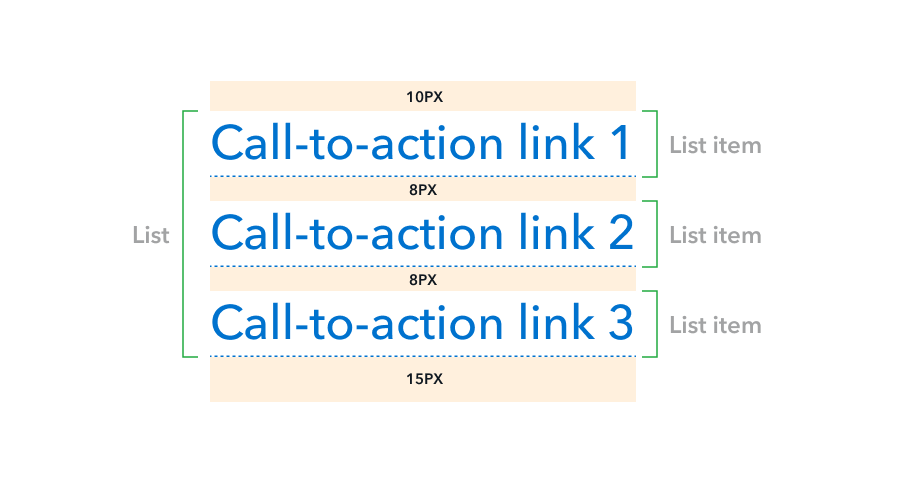 10PX
Call-to-action link 1
List item
8PX
List
Call-to-action link 2
List item
8PX
Call-to-action link 3
List item
15PX